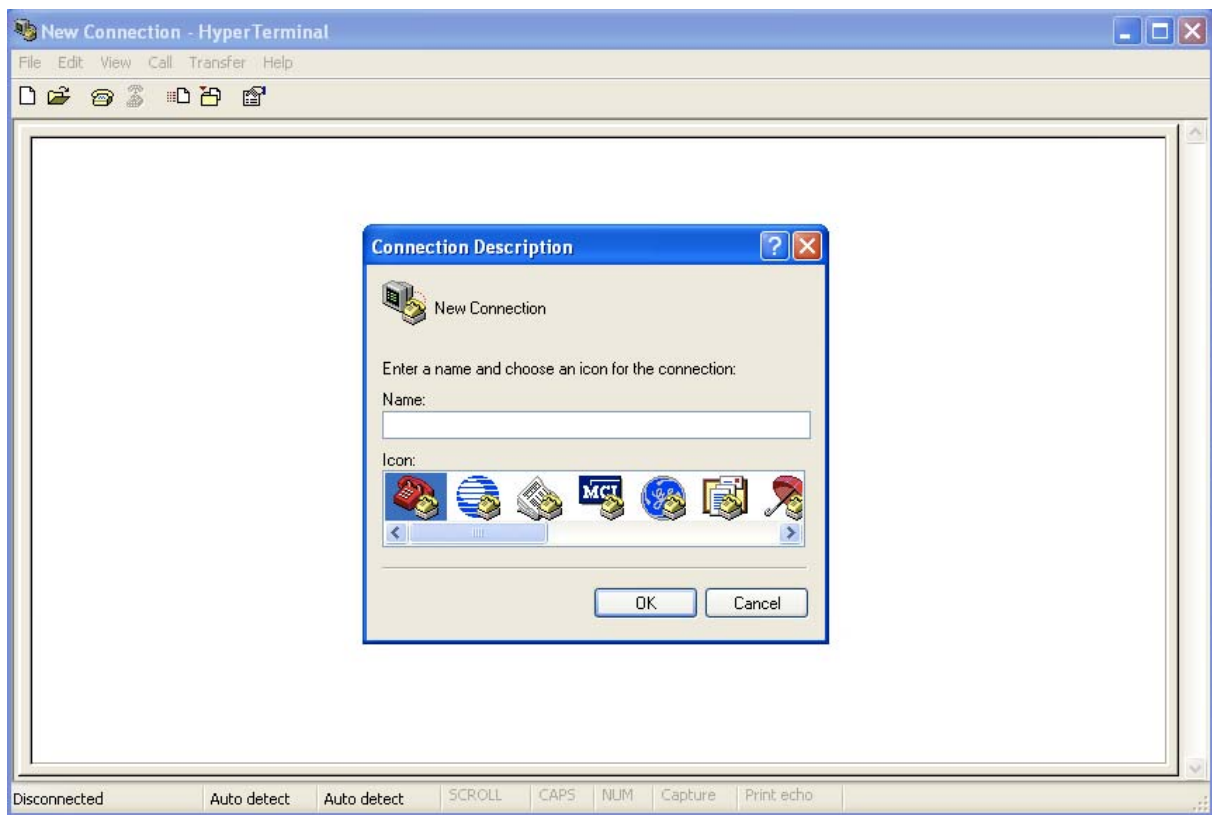 New Connection - HyperTerminal
File Edit View Call Transfer Help
Connection Description
New Connection
Enter a name and choose an icon for the connection:
Name:
Icon:
MCI
OK Cancel
Disconnected Auto detect Auto detect SCROLL CAPS NUM Capture Print echo